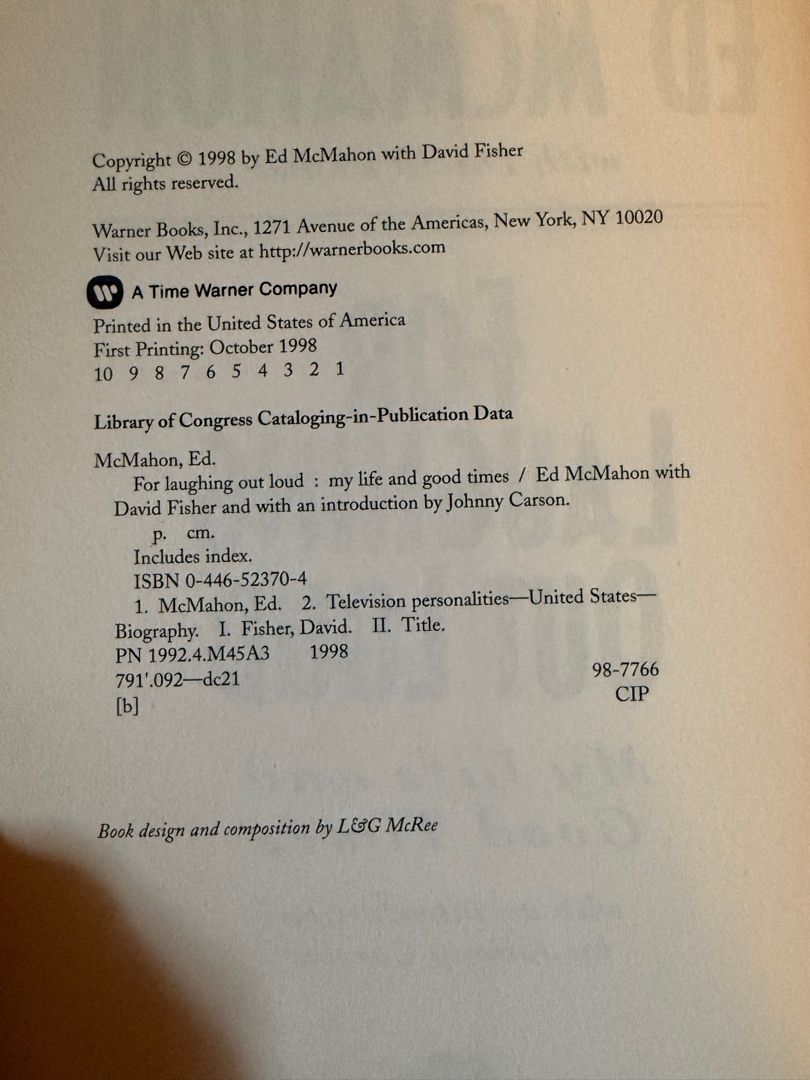 Copyright © 1998 by Ed McMahon with David Fisher
All rights reserved.
Warner Books, Inc., 1271 Avenue of the Americas, New York, NY 10020
Visit our Web site at http://warnerbooks.com
A Time Warner Company
Printed in the United States of America
First Printing: October 1998
10 9 8 7 6 5 4 3 2 1
Library of Congress Cataloging-in-Publication Data
McMahon, Ed.
For laughing out loud : my life and good times / Ed McMahon with
David Fisher and with an introduction by Johnny Carson.
p. cm.
Includes index.
ISBN 0-446-52370-4
1. McMahon, Ed. 2. Television personalities—United States—
Biography. I. Fisher, David. II. Title.
PN 1992.4.M45A3 1998
791'.092—dc21 98-7766
[b] CIP
Book design and composition by L&G McRee